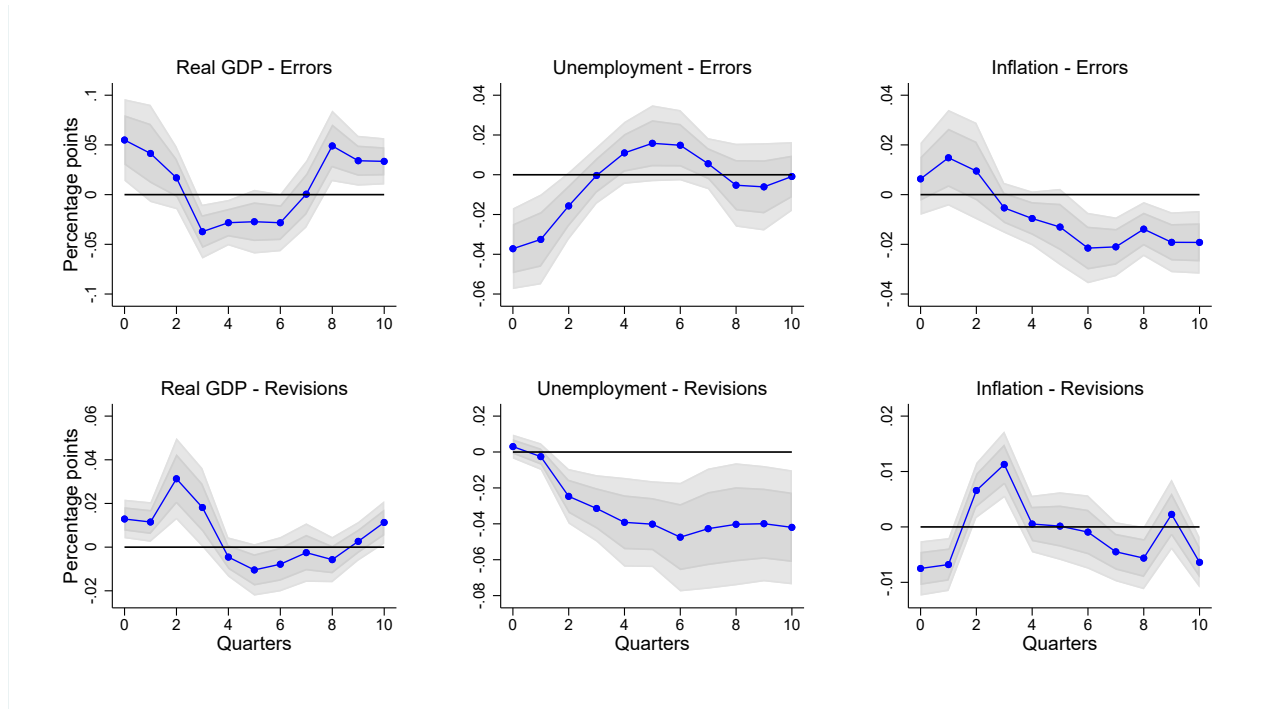 Real GDP - Errors
Percentage points
.1
.05
0
-.05
-.1
0 2 4 6 8 10
Unemployment - Errors
.04
.02
0
-.02
-.04
-.06
0 2 4 6 8 10
Inflation - Errors
.04
.02
0
-.02
-.04
0 2 4 6 8 10
Real GDP - Revisions
Percentage points
.06
.04
.02
0
-.02
0 2 4 6 8 10
Quarters
Unemployment - Revisions
.02
0
-.02
-.04
-.06
-.08
0 2 4 6 8 10
Quarters
Inflation - Revisions
.02
.01
0
-.01
0 2 4 6 8 10
Quarters